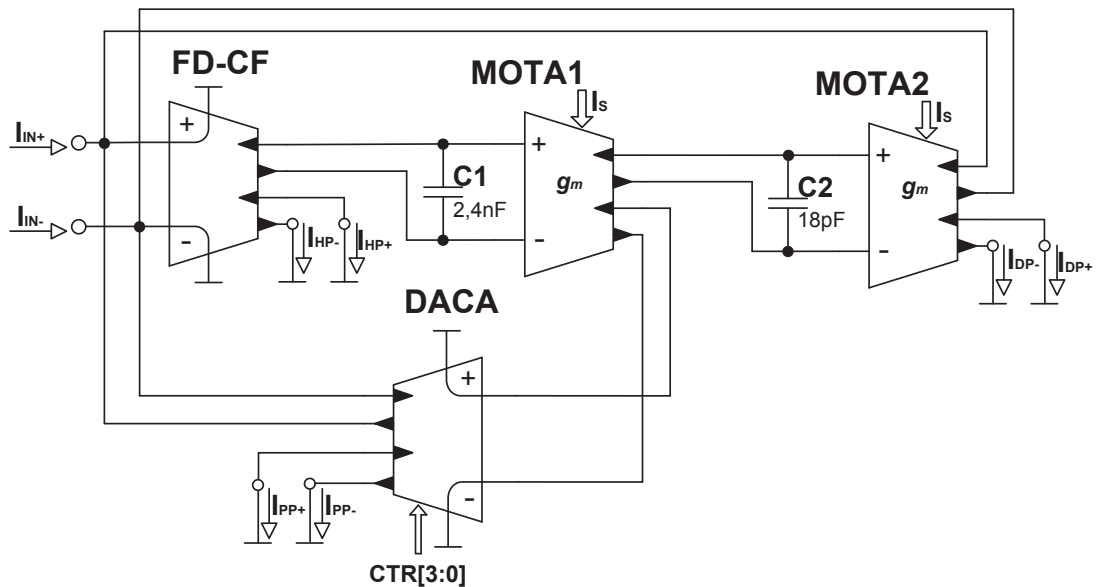 FD-CF
MOTA1
MOTA2
IS
IS
IIN+
+
+
+
C1
2,4nF
gm
C2
18pF
gm
IIN-
-
-
-
IHP-
IHP+
IDP-
IDP+
DACA
+
-
IPP+
IPP-
CTR[3:0]